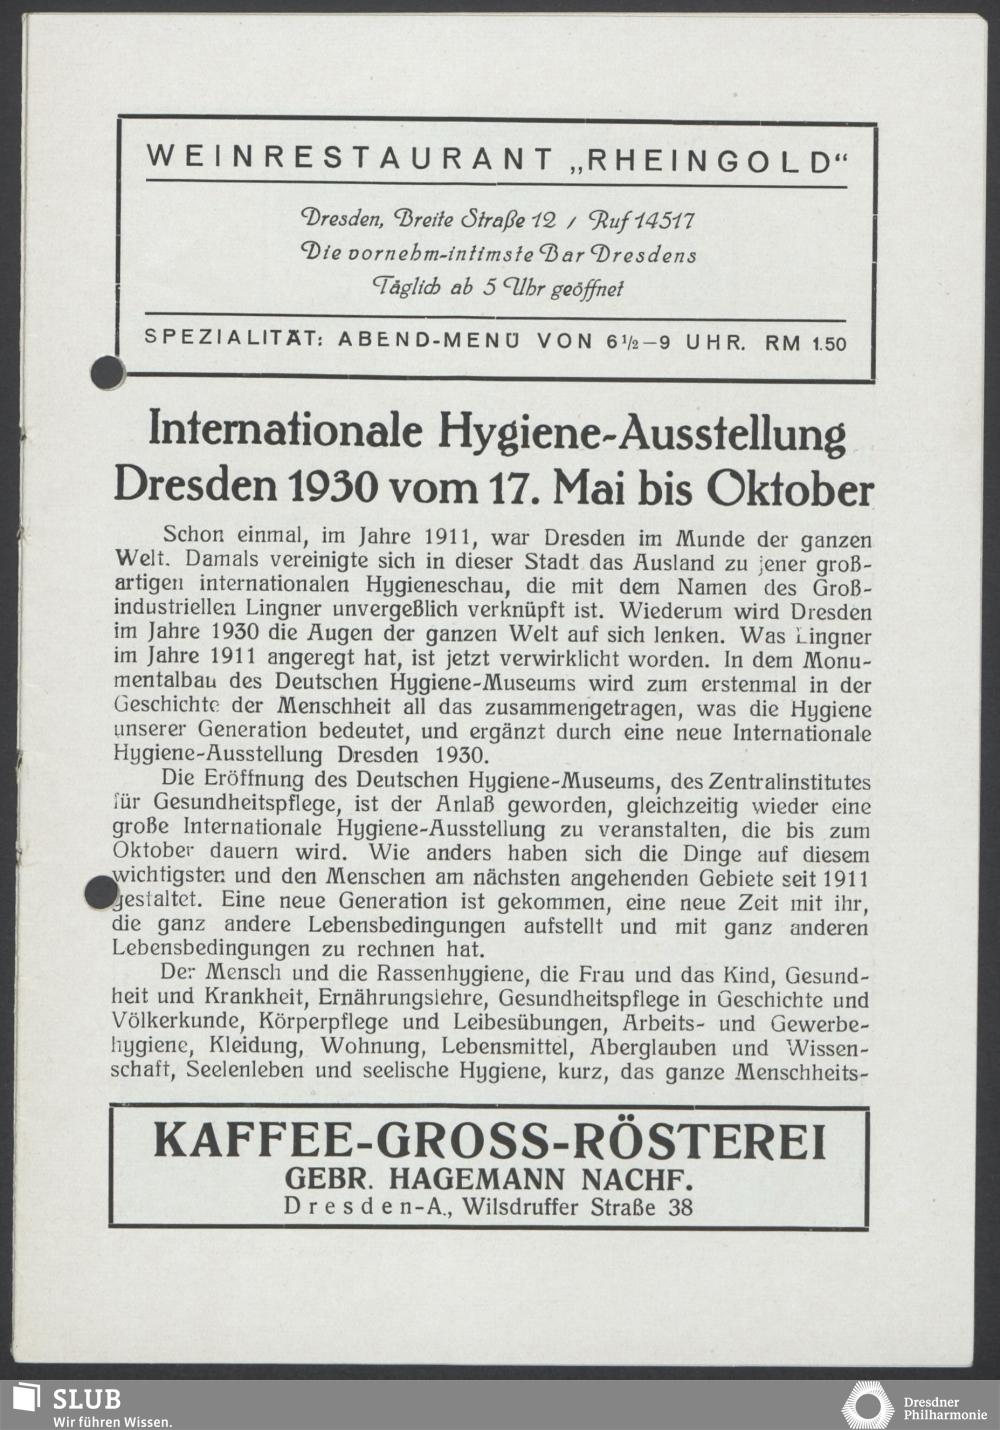 WEINRESTAURANT „RHEINGOLD“
Dresden, Breite Straße 12 / Ruf 14517
Die vornehm-intimste Bar Dresdens
Täglich ab 5 Uhr geöffnet
SPEZIALITÄT: ABEND-MENÜ VON 6½–9 UHR. RM 1.50
Internationale Hygiene-Ausstellung
Dresden 1930 vom 17. Mai bis Oktober
Schon einmal, im Jahre 1911, war Dresden im Munde der ganzen
Welt. Damals vereinigte sich in dieser Stadt das Ausland zu jener groß-
artigen internationalen Hygieneschau, die mit dem Namen des Groß-
industriellen Lingner unvergeßlich verknüpft ist. Wiederum wird Dresden
im Jahre 1930 die Augen der ganzen Welt auf sich lenken. Was Lingner
im Jahre 1911 angeregt hat, ist jetzt verwirklicht worden. In dem Monu-
mentalbau des Deutschen Hygiene-Museums wird zum erstenmal in der
Geschichte der Menschheit all das zusammengetragen, was die Hygiene
unserer Generation bedeutet, und ergänzt durch eine neue Internationale
Hygiene-Ausstellung Dresden 1930.
Die Eröffnung des Deutschen Hygiene-Museums, des Zentralinstitutes
für Gesundheitspflege, ist der Anlaß geworden, gleichzeitig wieder eine
große Internationale Hygiene-Ausstellung zu veranstalten, die bis zum
Oktober dauern wird. Wie anders haben sich die Dinge auf diesem
wichtigsten und den Menschen am nächsten angehenden Gebiete seit 1911
gestaltet. Eine neue Generation ist gekommen, eine neue Zeit mit ihr,
die ganz andere Lebensbedingungen aufstellt und mit ganz anderen
Lebensbedingungen zu rechnen hat.
Der Mensch und die Rassenhygiene, die Frau und das Kind, Gesund-
heit und Krankheit, Ernährungslehre, Gesundheitspflege in Geschichte und
Völkerkunde, Körperpflege und Leibesübungen, Arbeits- und Gewerbe-
hygiene, Kleidung, Wohnung, Lebensmittel, Aberglauben und Wissen-
schaft, Seelenleben und seelische Hygiene, kurz, das ganze Menschheits-
KAFFEE-GROSS-RÖSTEREI
GEBR. HAGEMANN NACHF.
Dresden-A., Wilsdruffer Straße 38
SLUB
Wir führen Wissen.
Dresdner
Philharmonie